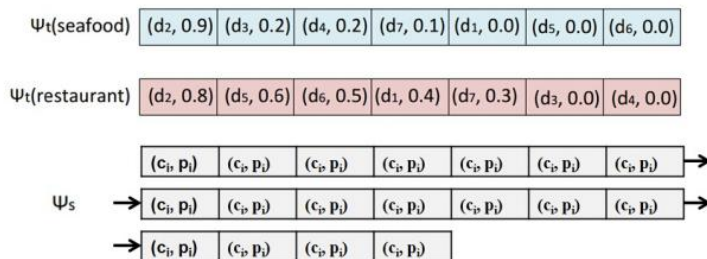 Ψt(seafood) (d₂, 0.9) (d₃, 0.2) (d₄, 0.2) (d₇, 0.1) (d₁, 0.0) (d₅, 0.0) (d₆, 0.0)
Ψt(restaurant) (d₂, 0.8) (d₅, 0.6) (d₆, 0.5) (d₁, 0.4) (d₇, 0.3) (d₃, 0.0) (d₄, 0.0)
(cᵢ, pᵢ) (cᵢ, pᵢ) (cᵢ, pᵢ) (cᵢ, pᵢ) (cᵢ, pᵢ) (cᵢ, pᵢ) (cᵢ, pᵢ)
Ψs (cᵢ, pᵢ) (cᵢ, pᵢ) (cᵢ, pᵢ) (cᵢ, pᵢ) (cᵢ, pᵢ) (cᵢ, pᵢ) (cᵢ, pᵢ)
(cᵢ, pᵢ) (cᵢ, pᵢ) (cᵢ, pᵢ) (cᵢ, pᵢ)